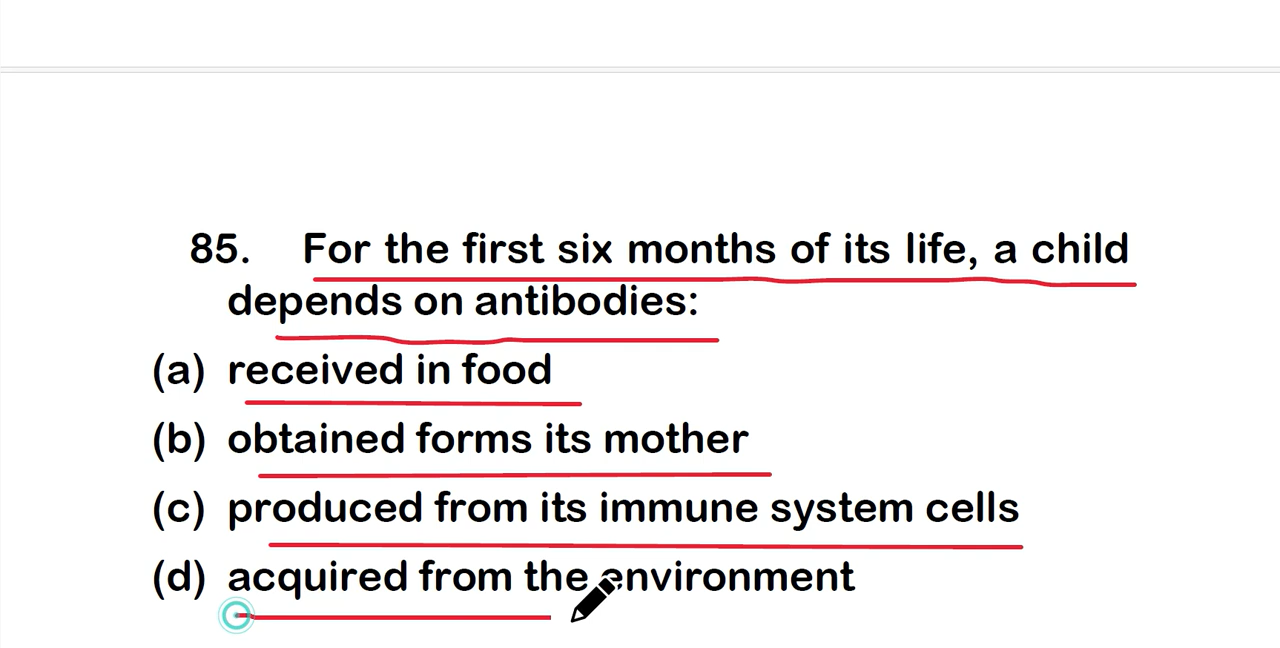 85. For the first six months of its life, a child
depends on antibodies:
(a) received in food
(b) obtained forms its mother
(c) produced from its immune system cells
(d) acquired from the environment